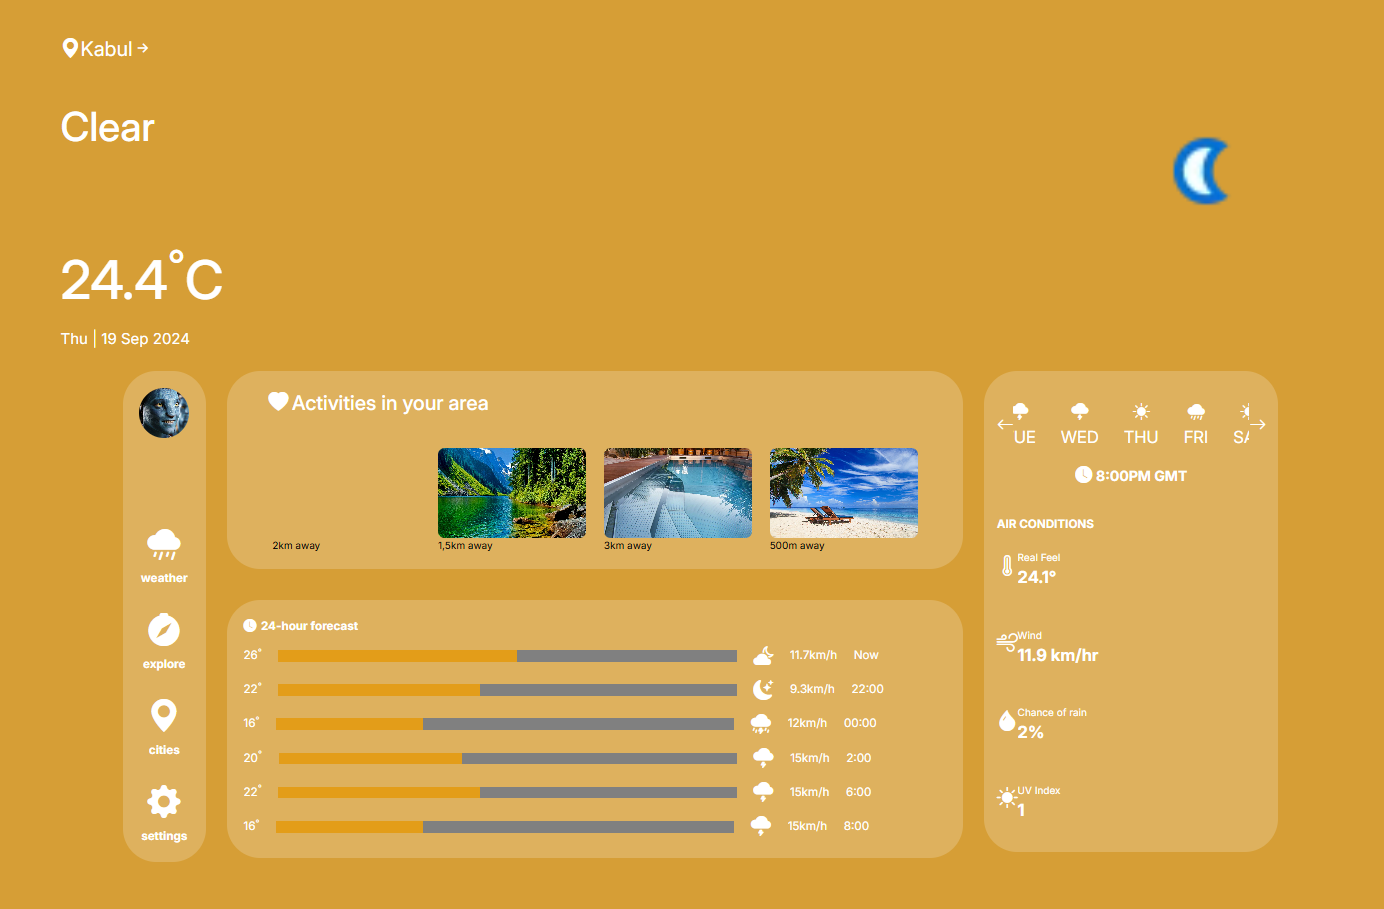 Kabul →
Clear
24.4°C
Thu | 19 Sep 2024
weather
explore
cities
settings
Activities in your area
2km away
1,5km away
3km away
500m away
24-hour forecast
26° 11.7km/h Now
22° 9.3km/h 22:00
16° 12km/h 00:00
20° 15km/h 2:00
22° 15km/h 6:00
16° 15km/h 8:00
← UE WED THU FRI SA →
8:00PM GMT
AIR CONDITIONS
Real Feel
24.1°
Wind
11.9 km/hr
Chance of rain
2%
UV Index
1